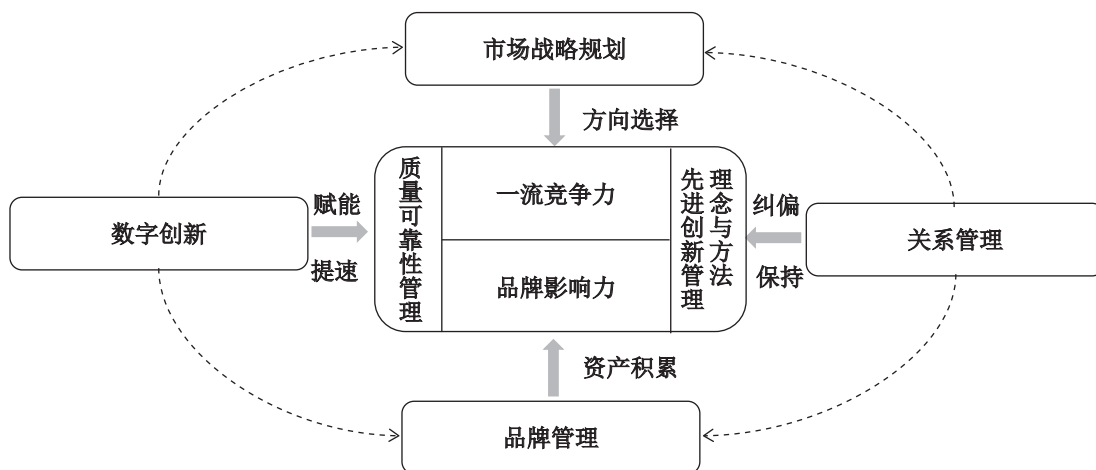 市场战略规划
方向选择
质量可靠性管理
一流竞争力
品牌影响力
先进创新管理
理念与方法
数字创新
赋能
提速
纠偏
保持
关系管理
资产积累
品牌管理